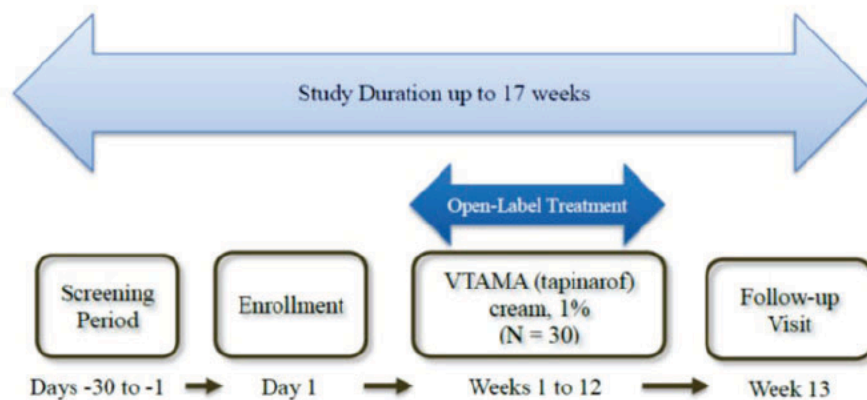 Study Duration up to 17 weeks
Open-Label Treatment
Screening
Period
Enrollment
VTAMA (tapinarof)
cream, 1%
(N = 30)
Follow-up
Visit
Days -30 to -1
Day 1
Weeks 1 to 12
Week 13